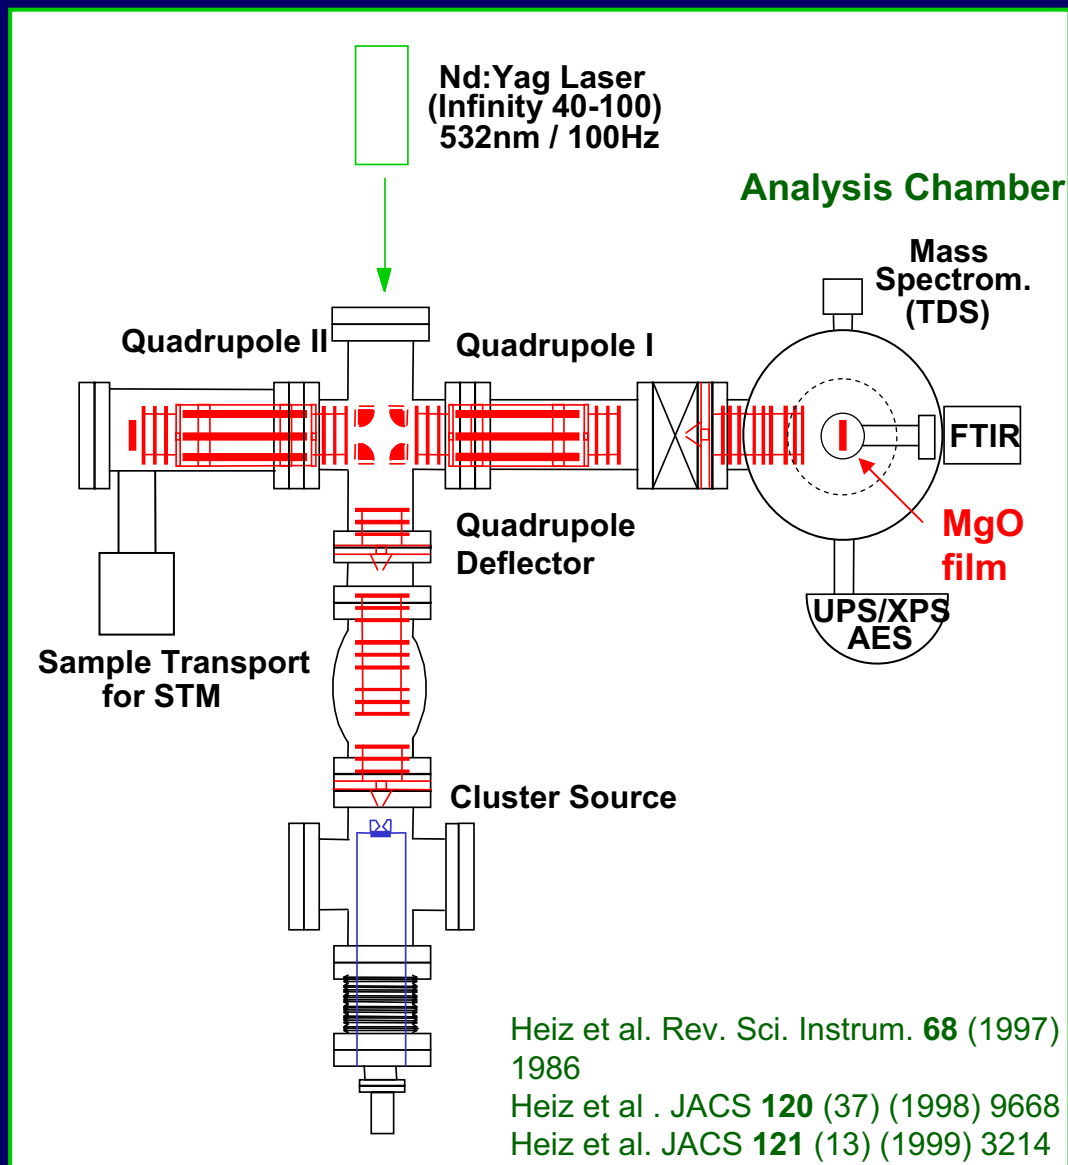 Nd:Yag Laser
(Infinity 40-100)
532nm / 100Hz
Analysis Chamber
Mass
Spectrom.
(TDS)
Quadrupole II
Quadrupole I
FTIR
Quadrupole
Deflector
MgO
film
UPS/XPS
AES
Sample Transport
for STM
Cluster Source
Heiz et al. Rev. Sci. Instrum. 68 (1997)
1986
Heiz et al . JACS 120 (37) (1998) 9668
Heiz et al. JACS 121 (13) (1999) 3214